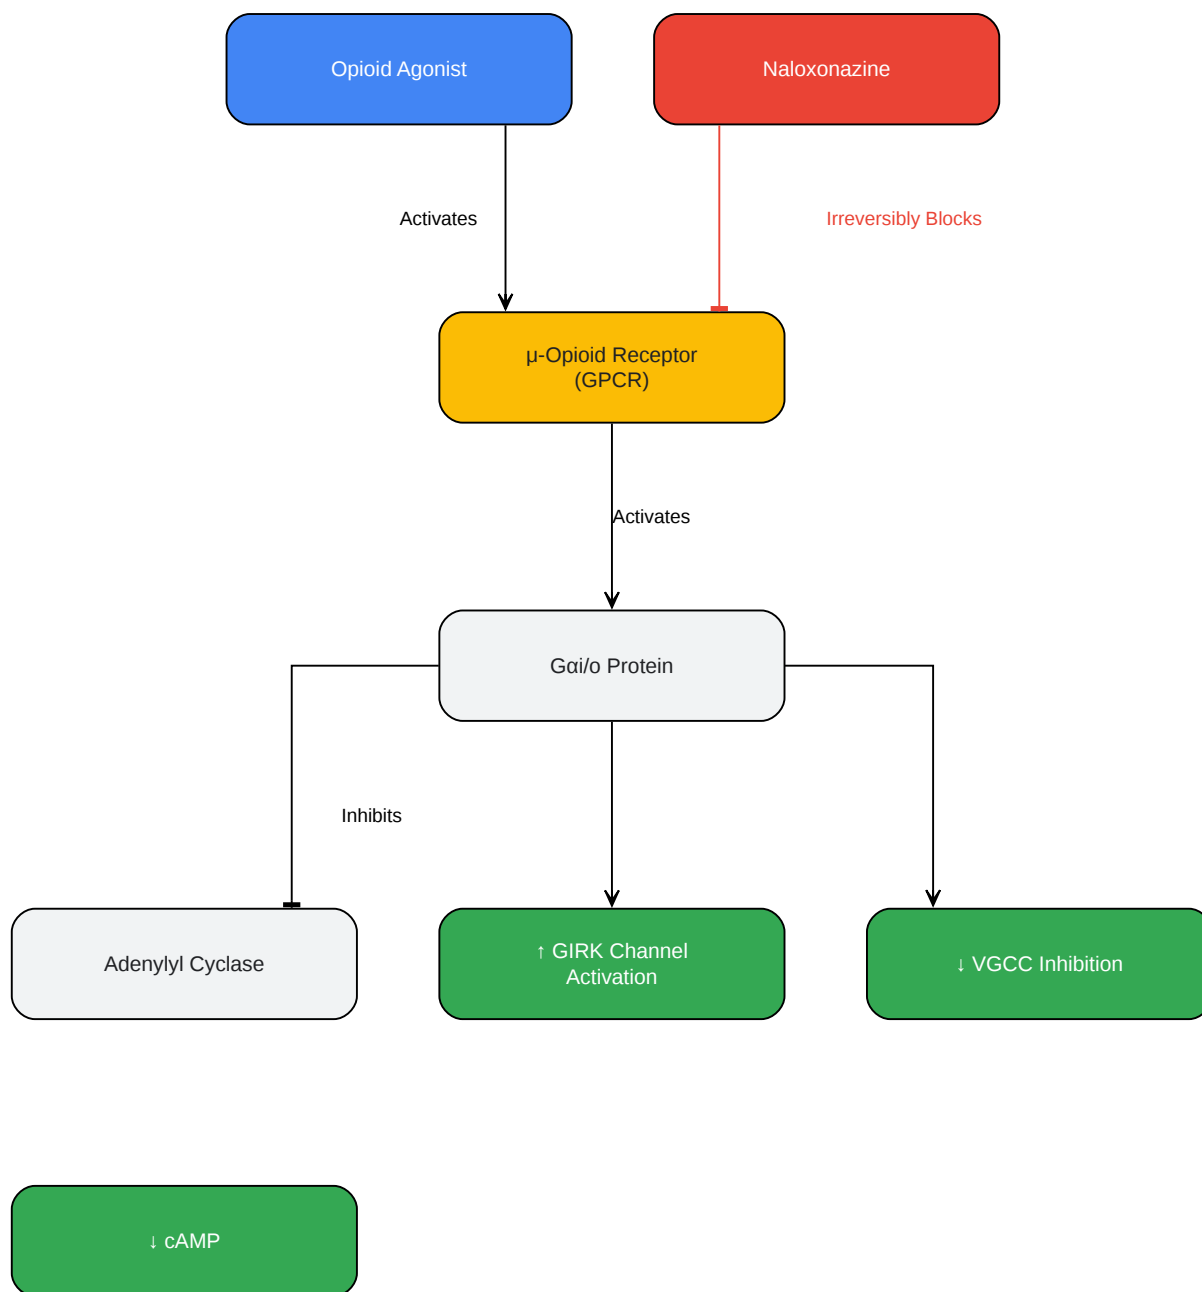 Opioid Agonist
Naloxonazine
Activates
Irreversibly Blocks
μ-Opioid Receptor
(GPCR)
Activates
Gαi/o Protein
Inhibits
Adenylyl Cyclase
↑ GIRK Channel
Activation
↓ VGCC Inhibition
↓ cAMP